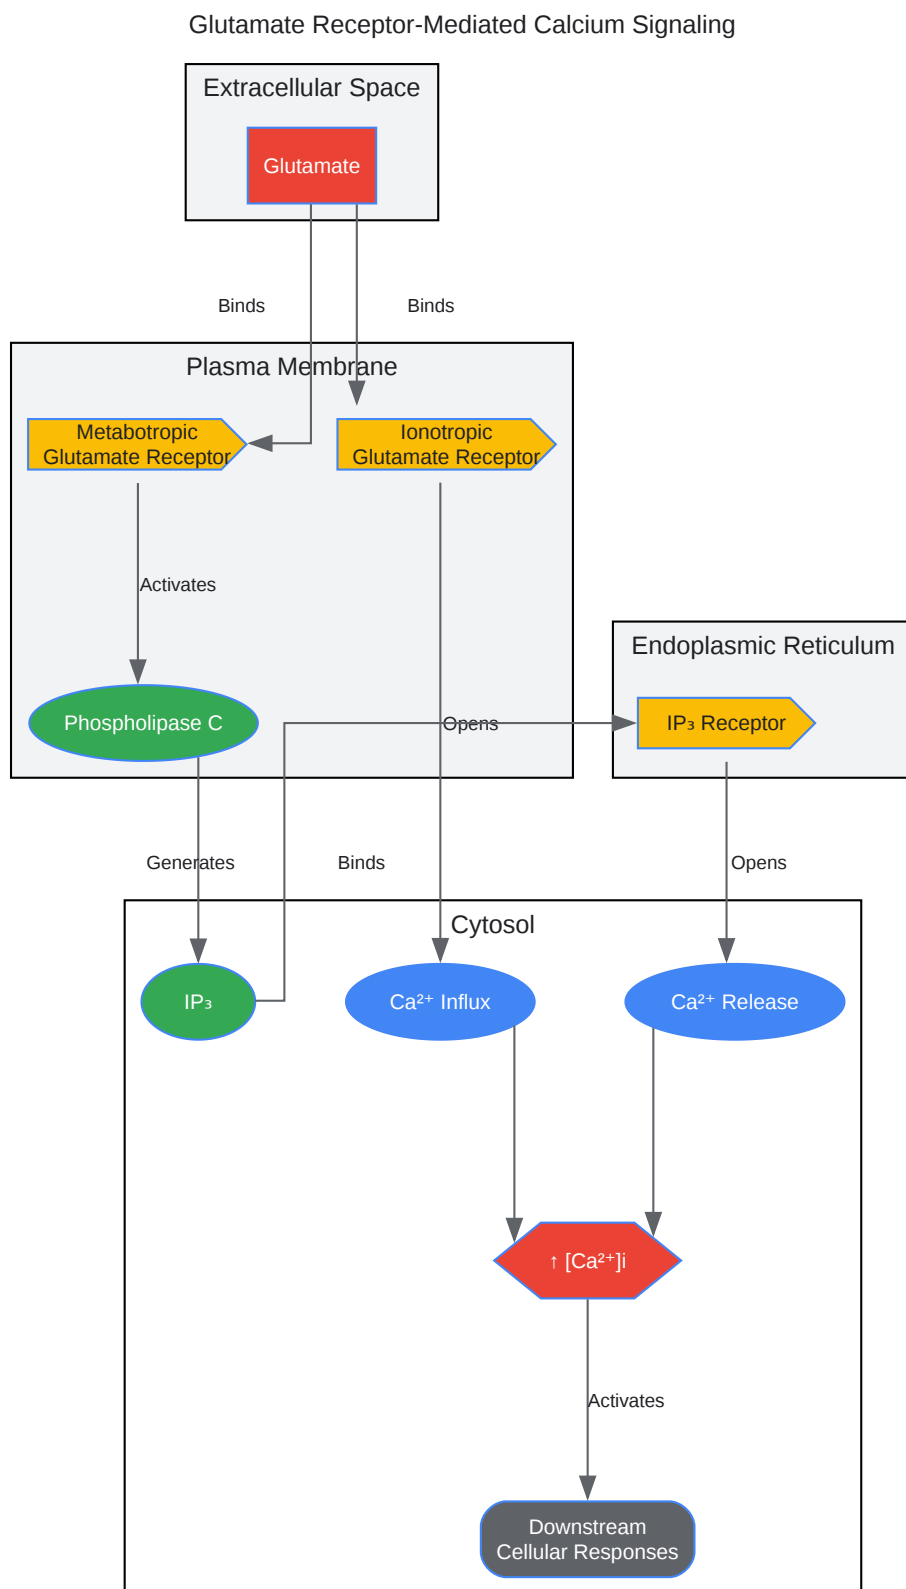 Glutamate Receptor-Mediated Calcium Signaling
Extracellular Space
Glutamate
Binds
Binds
Plasma Membrane
Metabotropic
Glutamate Receptor
Ionotropic
Glutamate Receptor
Activates
Endoplasmic Reticulum
Phospholipase C
Opens
IP₃ Receptor
Generates
Binds
Opens
Cytosol
IP₃
Ca²⁺ Influx
Ca²⁺ Release
↑ [Ca²⁺]i
Activates
Downstream
Cellular Responses